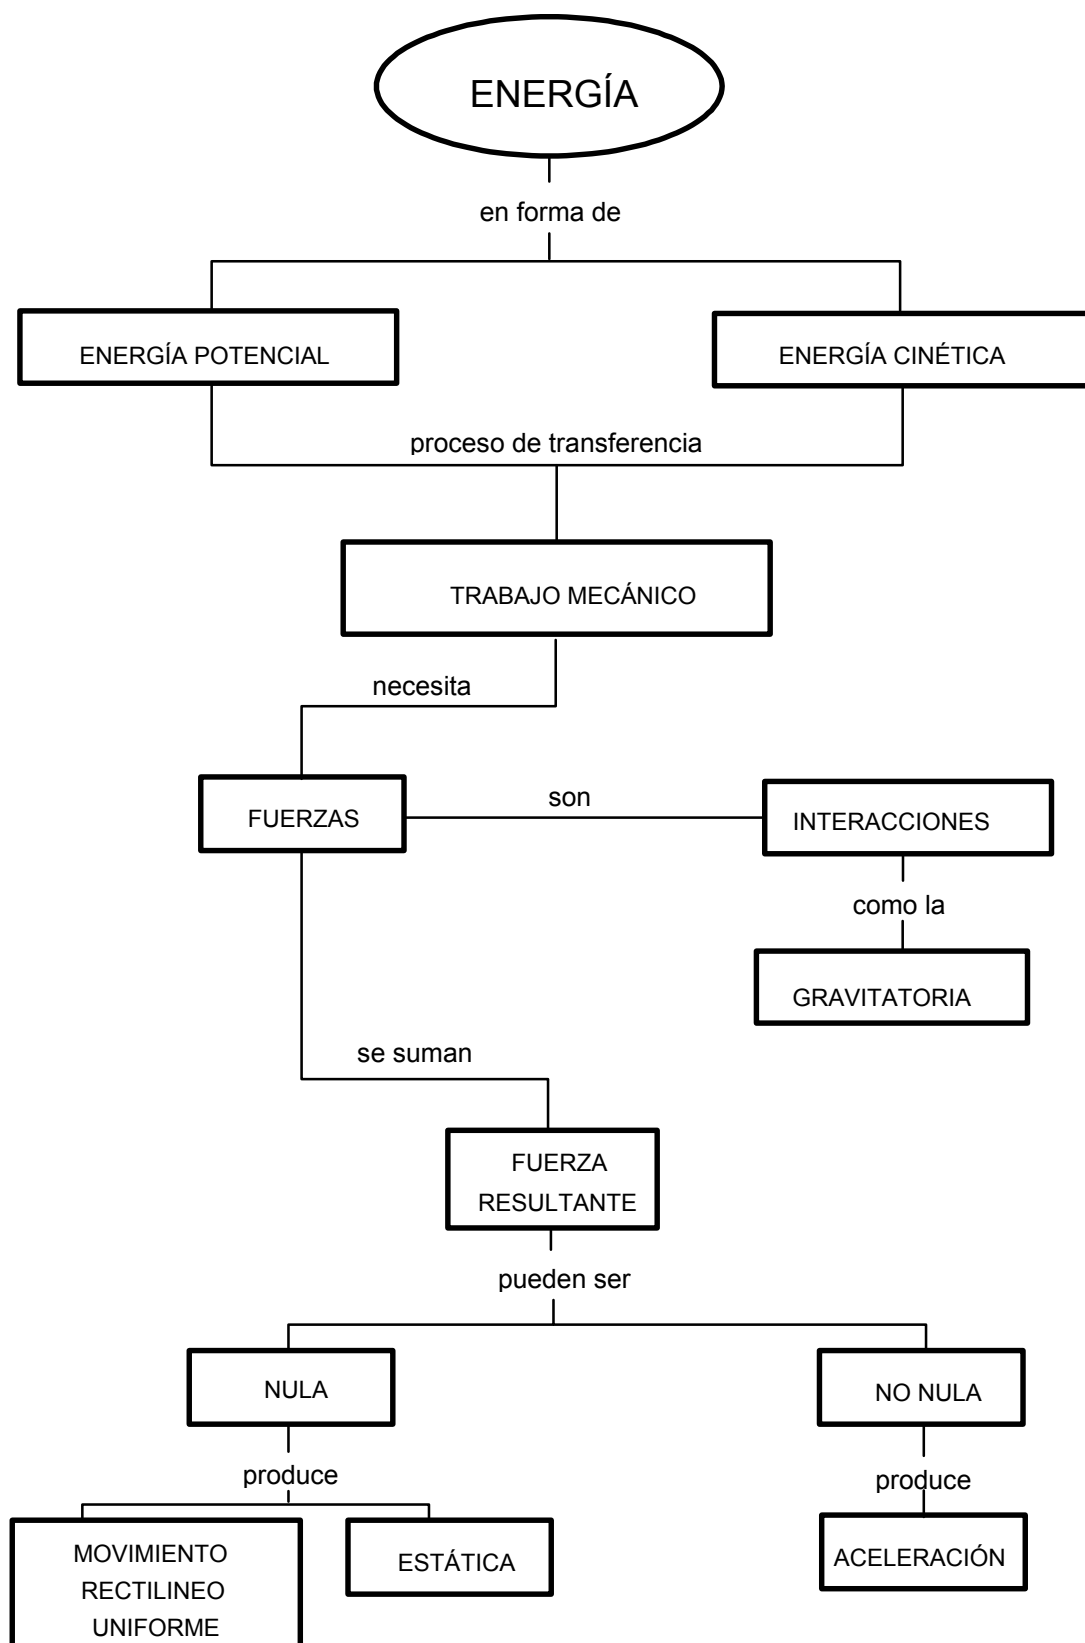 ENERGÍA
en forma de
ENERGÍA POTENCIAL
ENERGÍA CINÉTICA
proceso de transferencia
TRABAJO MECÁNICO
necesita
FUERZAS
son
INTERACCIONES
como la
GRAVITATORIA
se suman
FUERZA
RESULTANTE
pueden ser
NULA
NO NULA
produce
produce
MOVIMIENTO
RECTILINEO
UNIFORME
ESTÁTICA
ACELERACIÓN